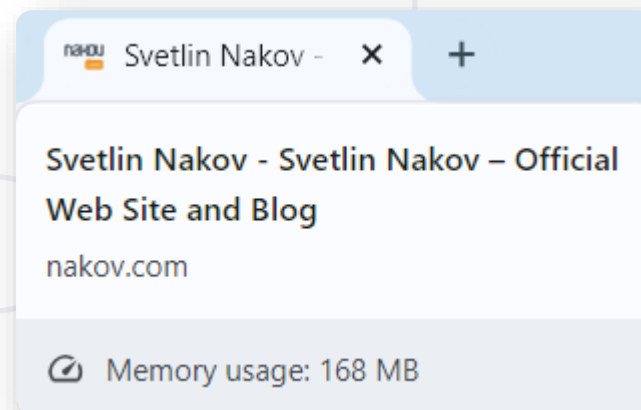 nakov Svetlin Nakov -
Svetlin Nakov - Svetlin Nakov – Official
Web Site and Blog
nakov.com
Memory usage: 168 MB